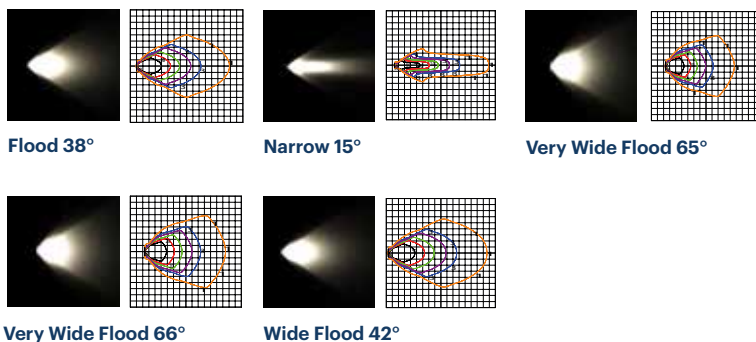 Flood 38°
Narrow 15°
Very Wide Flood 65°
Very Wide Flood 66°
Wide Flood 42°